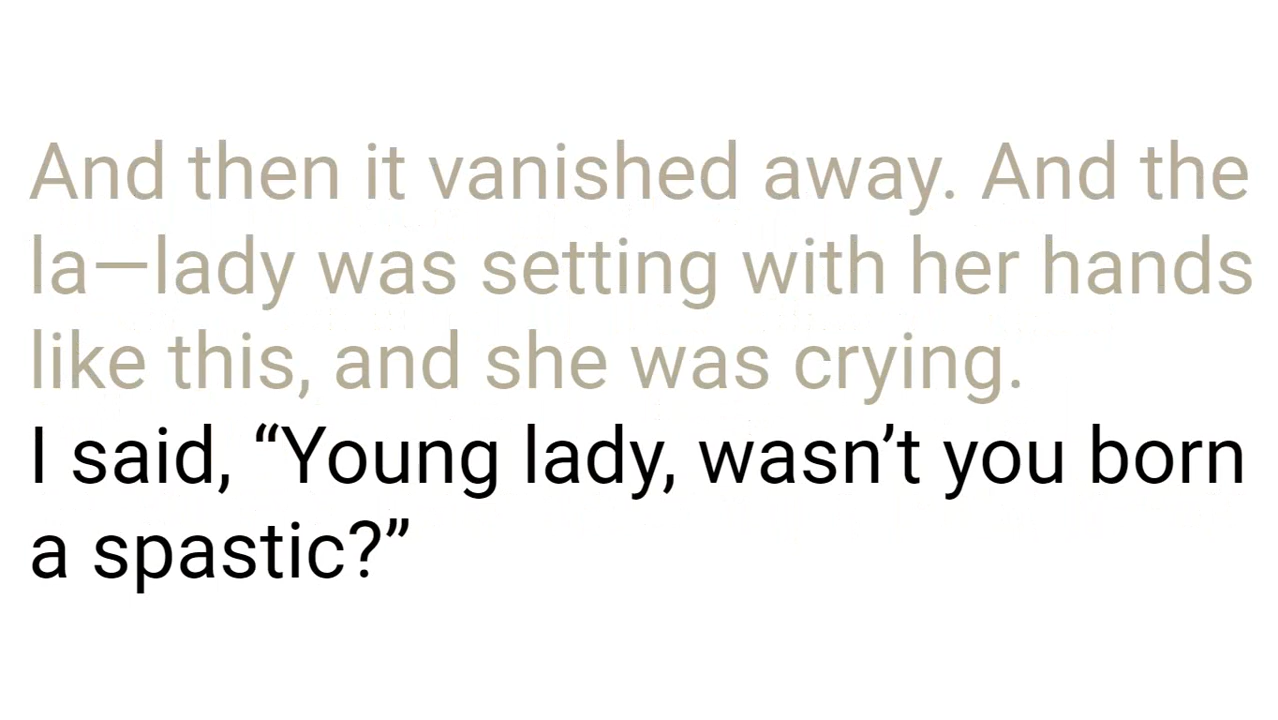 And then it vanished away. And the
la—lady was setting with her hands
like this, and she was crying.
I said, “Young lady, wasn’t you born
a spastic?”